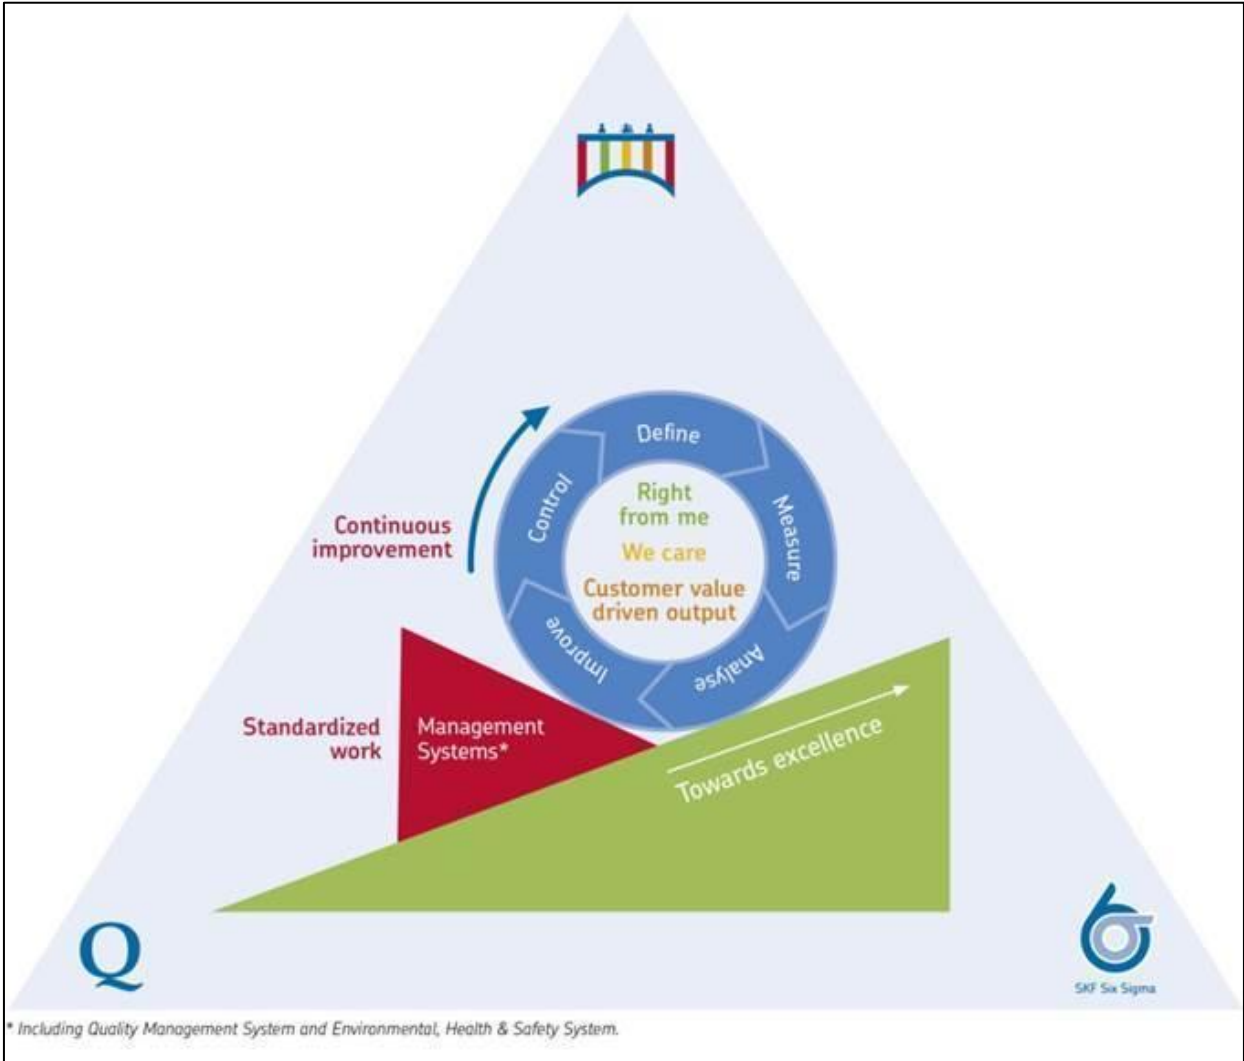 Define
Measure
Analyse
Improve
Control
Right
from me
We care
Customer value
driven output
Continuous
improvement
Standardized
work
Management
Systems*
Towards excellence
Q
6σ
SKF Six Sigma
* Including Quality Management System and Environmental, Health & Safety System.